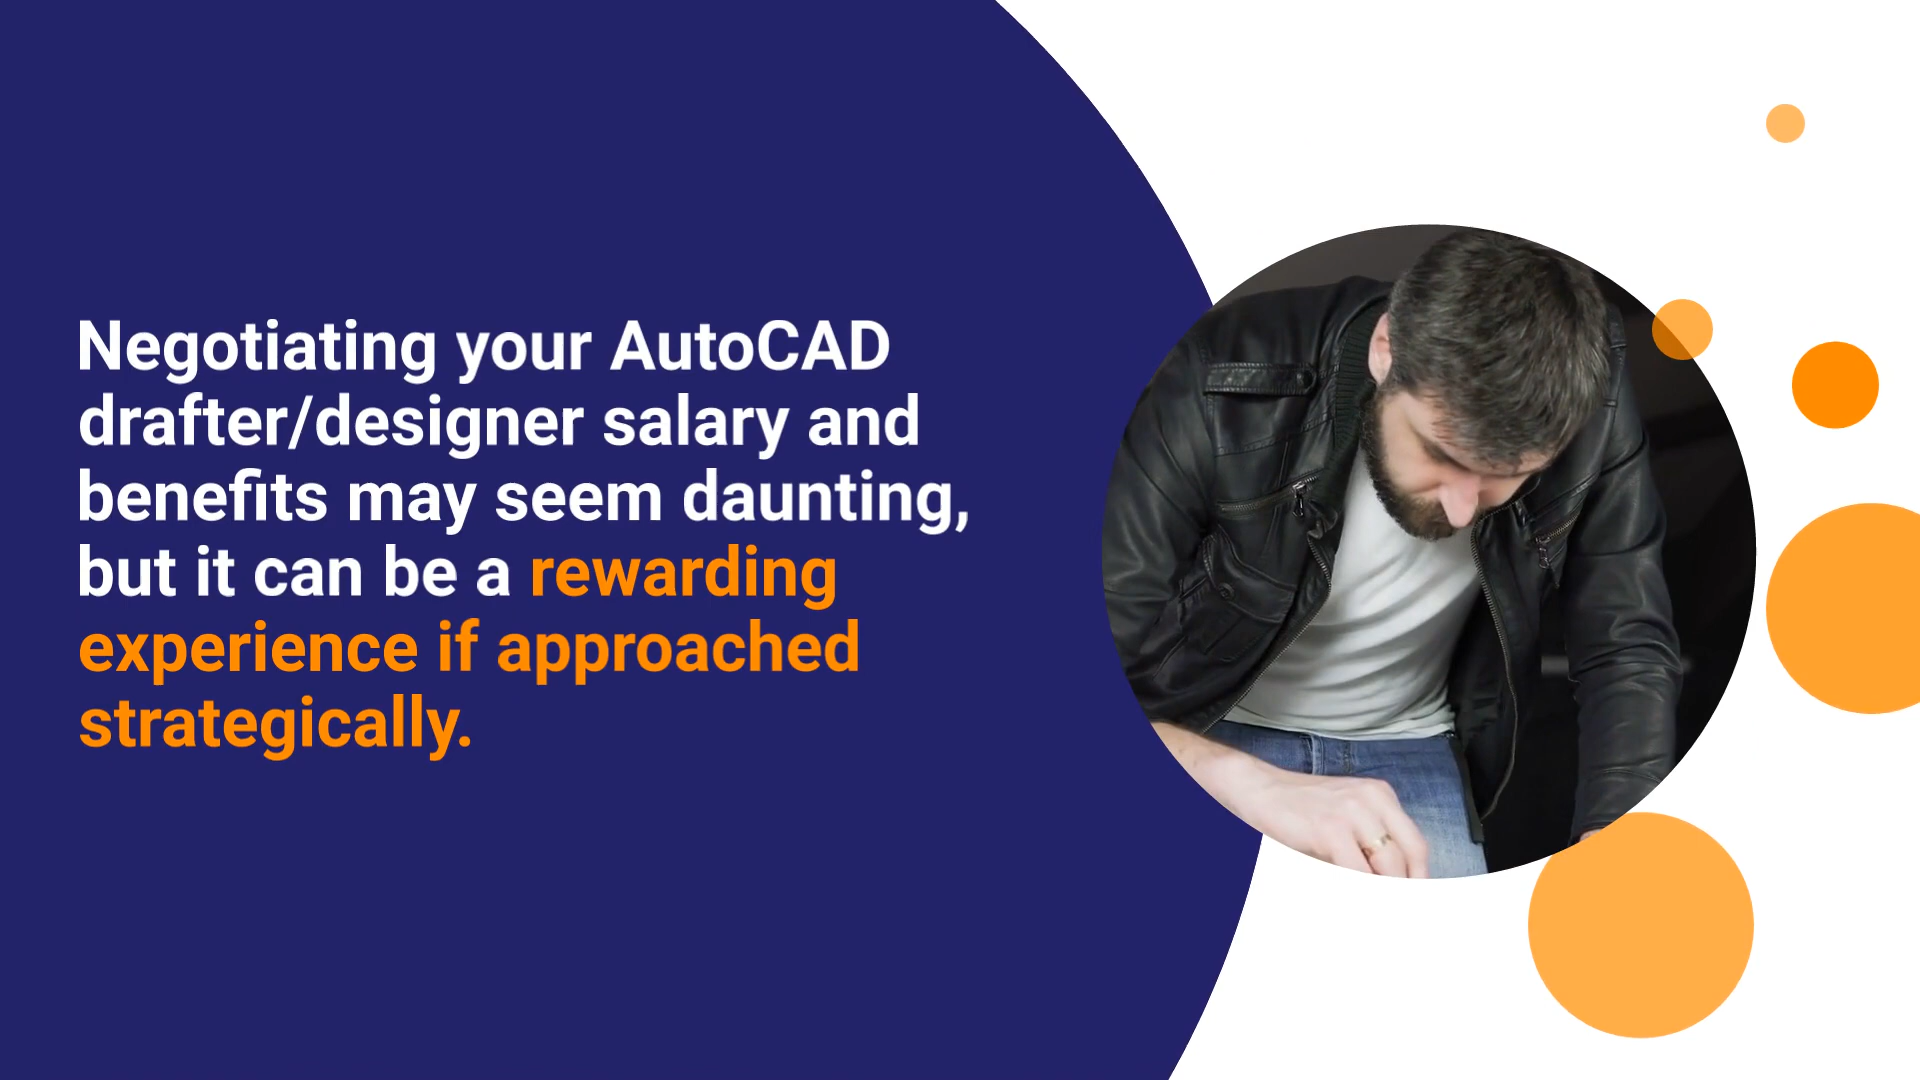 Negotiating your AutoCAD
drafter/designer salary and
benefits may seem daunting,
but it can be a rewarding
experience if approached
strategically.